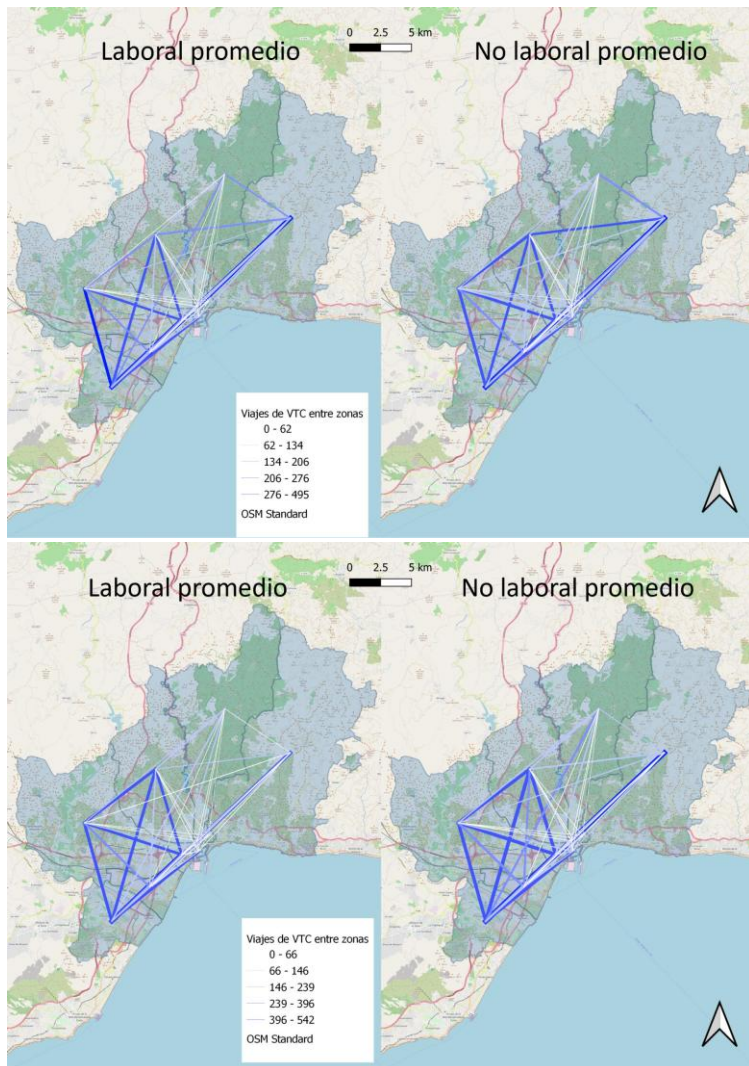 Laboral promedio
0 2.5 5 km
No laboral promedio
Viajes de VTC entre zonas
0 - 62
62 - 134
134 - 206
206 - 276
276 - 495
OSM Standard
Laboral promedio
0 2.5 5 km
No laboral promedio
Viajes de VTC entre zonas
0 - 66
66 - 146
146 - 239
239 - 396
396 - 542
OSM Standard